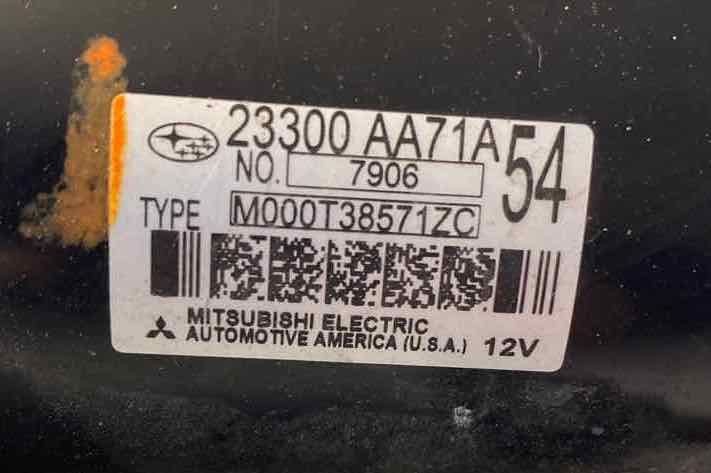 23300 AA71A 54
NO. 7906
TYPE M000T38571ZC
MITSUBISHI ELECTRIC
AUTOMOTIVE AMERICA (U.S.A.) 12V